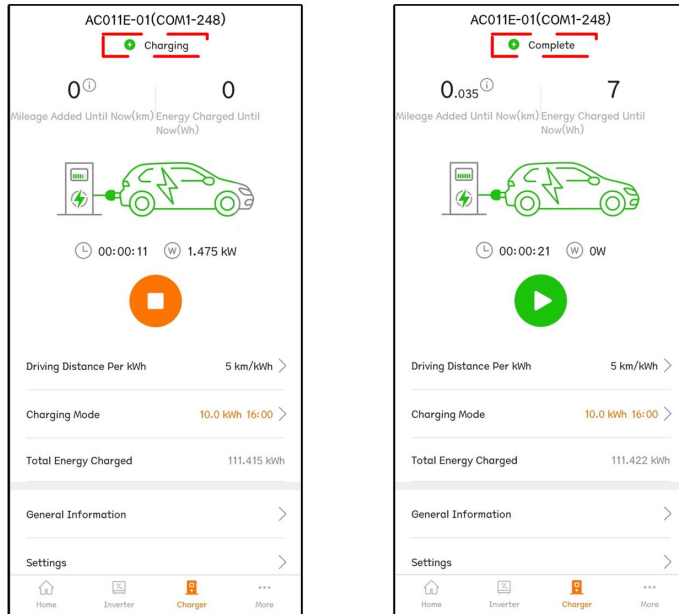 AC011E-01(COM1-248)
Charging
0
0
Mileage Added Until Now(km)
Energy Charged Until
Now(Wh)
00:00:11
W
1.475 kW
Driving Distance Per kWh
5 km/kWh
Charging Mode
10.0 kWh 16:00
Total Energy Charged
111.415 kWh
General Information
Settings
Home
Inverter
Charger
More
AC011E-01(COM1-248)
Complete
0.035
7
Mileage Added Until Now(km)
Energy Charged Until
Now(Wh)
00:00:21
W
0W
Driving Distance Per kWh
5 km/kWh
Charging Mode
10.0 kWh 16:00
Total Energy Charged
111.422 kWh
General Information
Settings
Home
Inverter
Charger
More